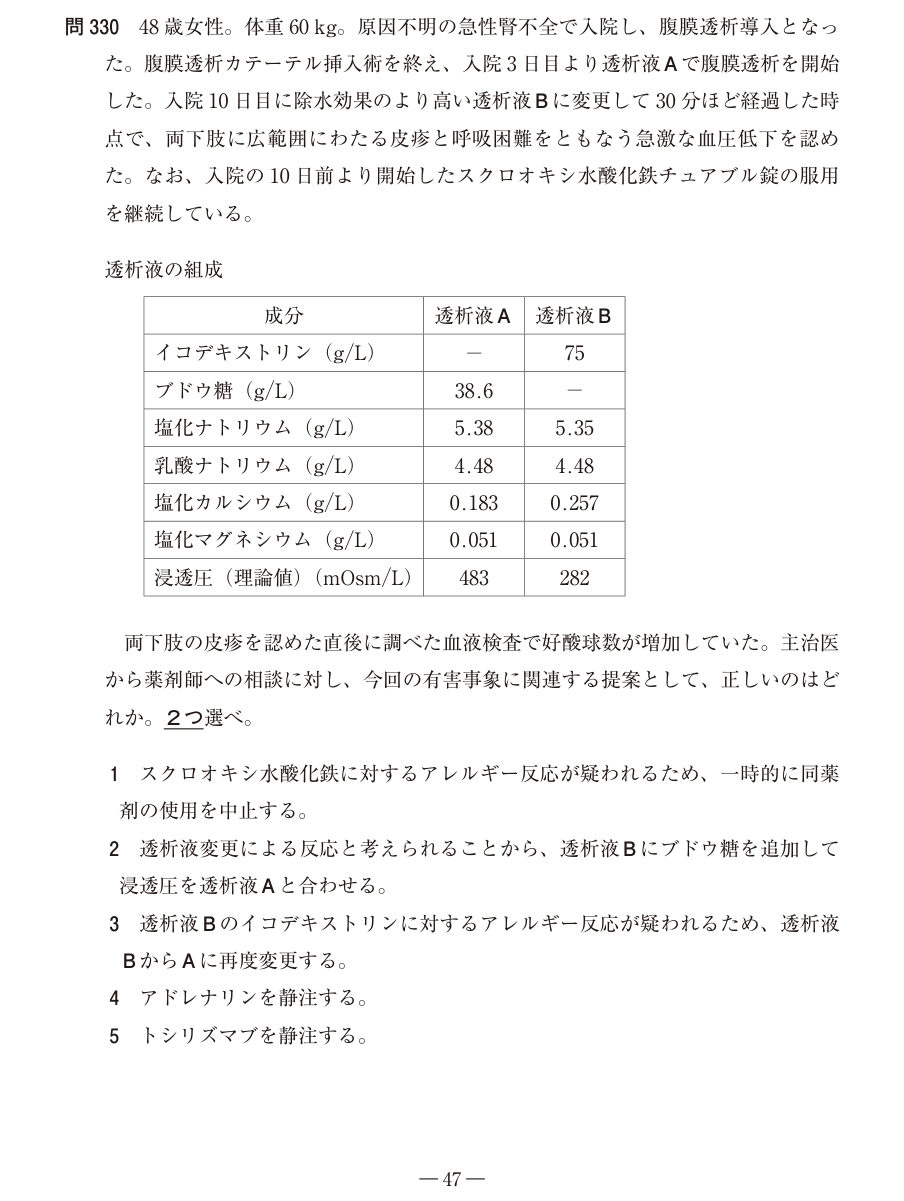 問 330 48 歳女性。体重 60 kg。原因不明の急性腎不全で入院し、腹膜透析導入となっ
た。腹膜透析カテーテル挿入術を終え、入院 3 日目より透析液Aで腹膜透析を開始
した。入院 10 日目に除水効果のより高い透析液Bに変更して 30 分ほど経過した時
点で、両下肢に広範囲にわたる皮疹と呼吸困難をともなう急激な血圧低下を認め
た。なお、入院の 10 日前より開始したスクロオキシ水酸化鉄チュアブル錠の服用
を継続している。
透析液の組成
成分 透析液A 透析液B
イコデキストリン（g/L） － 75
ブドウ糖（g/L） 38.6 －
塩化ナトリウム（g/L） 5.38 5.35
乳酸ナトリウム（g/L） 4.48 4.48
塩化カルシウム（g/L） 0.183 0.257
塩化マグネシウム（g/L） 0.051 0.051
浸透圧（理論値）（mOsm/L） 483 282
両下肢の皮疹を認めた直後に調べた血液検査で好酸球数が増加していた。主治医
から薬剤師への相談に対し、今回の有害事象に関連する提案として、正しいのはど
れか。2つ選べ。
1 スクロオキシ水酸化鉄に対するアレルギー反応が疑われるため、一時的に同薬
剤の使用を中止する。
2 透析液変更による反応と考えられることから、透析液Bにブドウ糖を追加して
浸透圧を透析液Aと合わせる。
3 透析液Bのイコデキストリンに対するアレルギー反応が疑われるため、透析液
BからAに再度変更する。
4 アドレナリンを静注する。
5 トシリズマブを静注する。
— 47 —